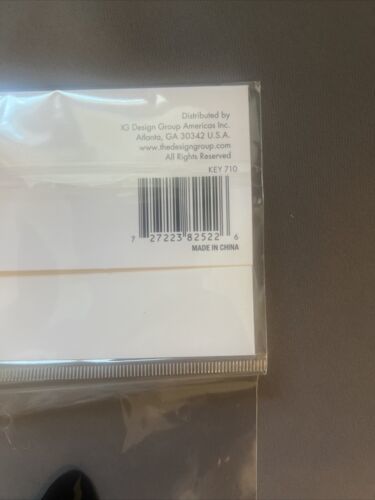 Distributed by
IG Design Group Americas Inc.
Atlanta, GA 30342 U.S.A.
www.thedesigngroup.com
All Rights Reserved
KEY 710
7 27223 82522 6
MADE IN CHINA